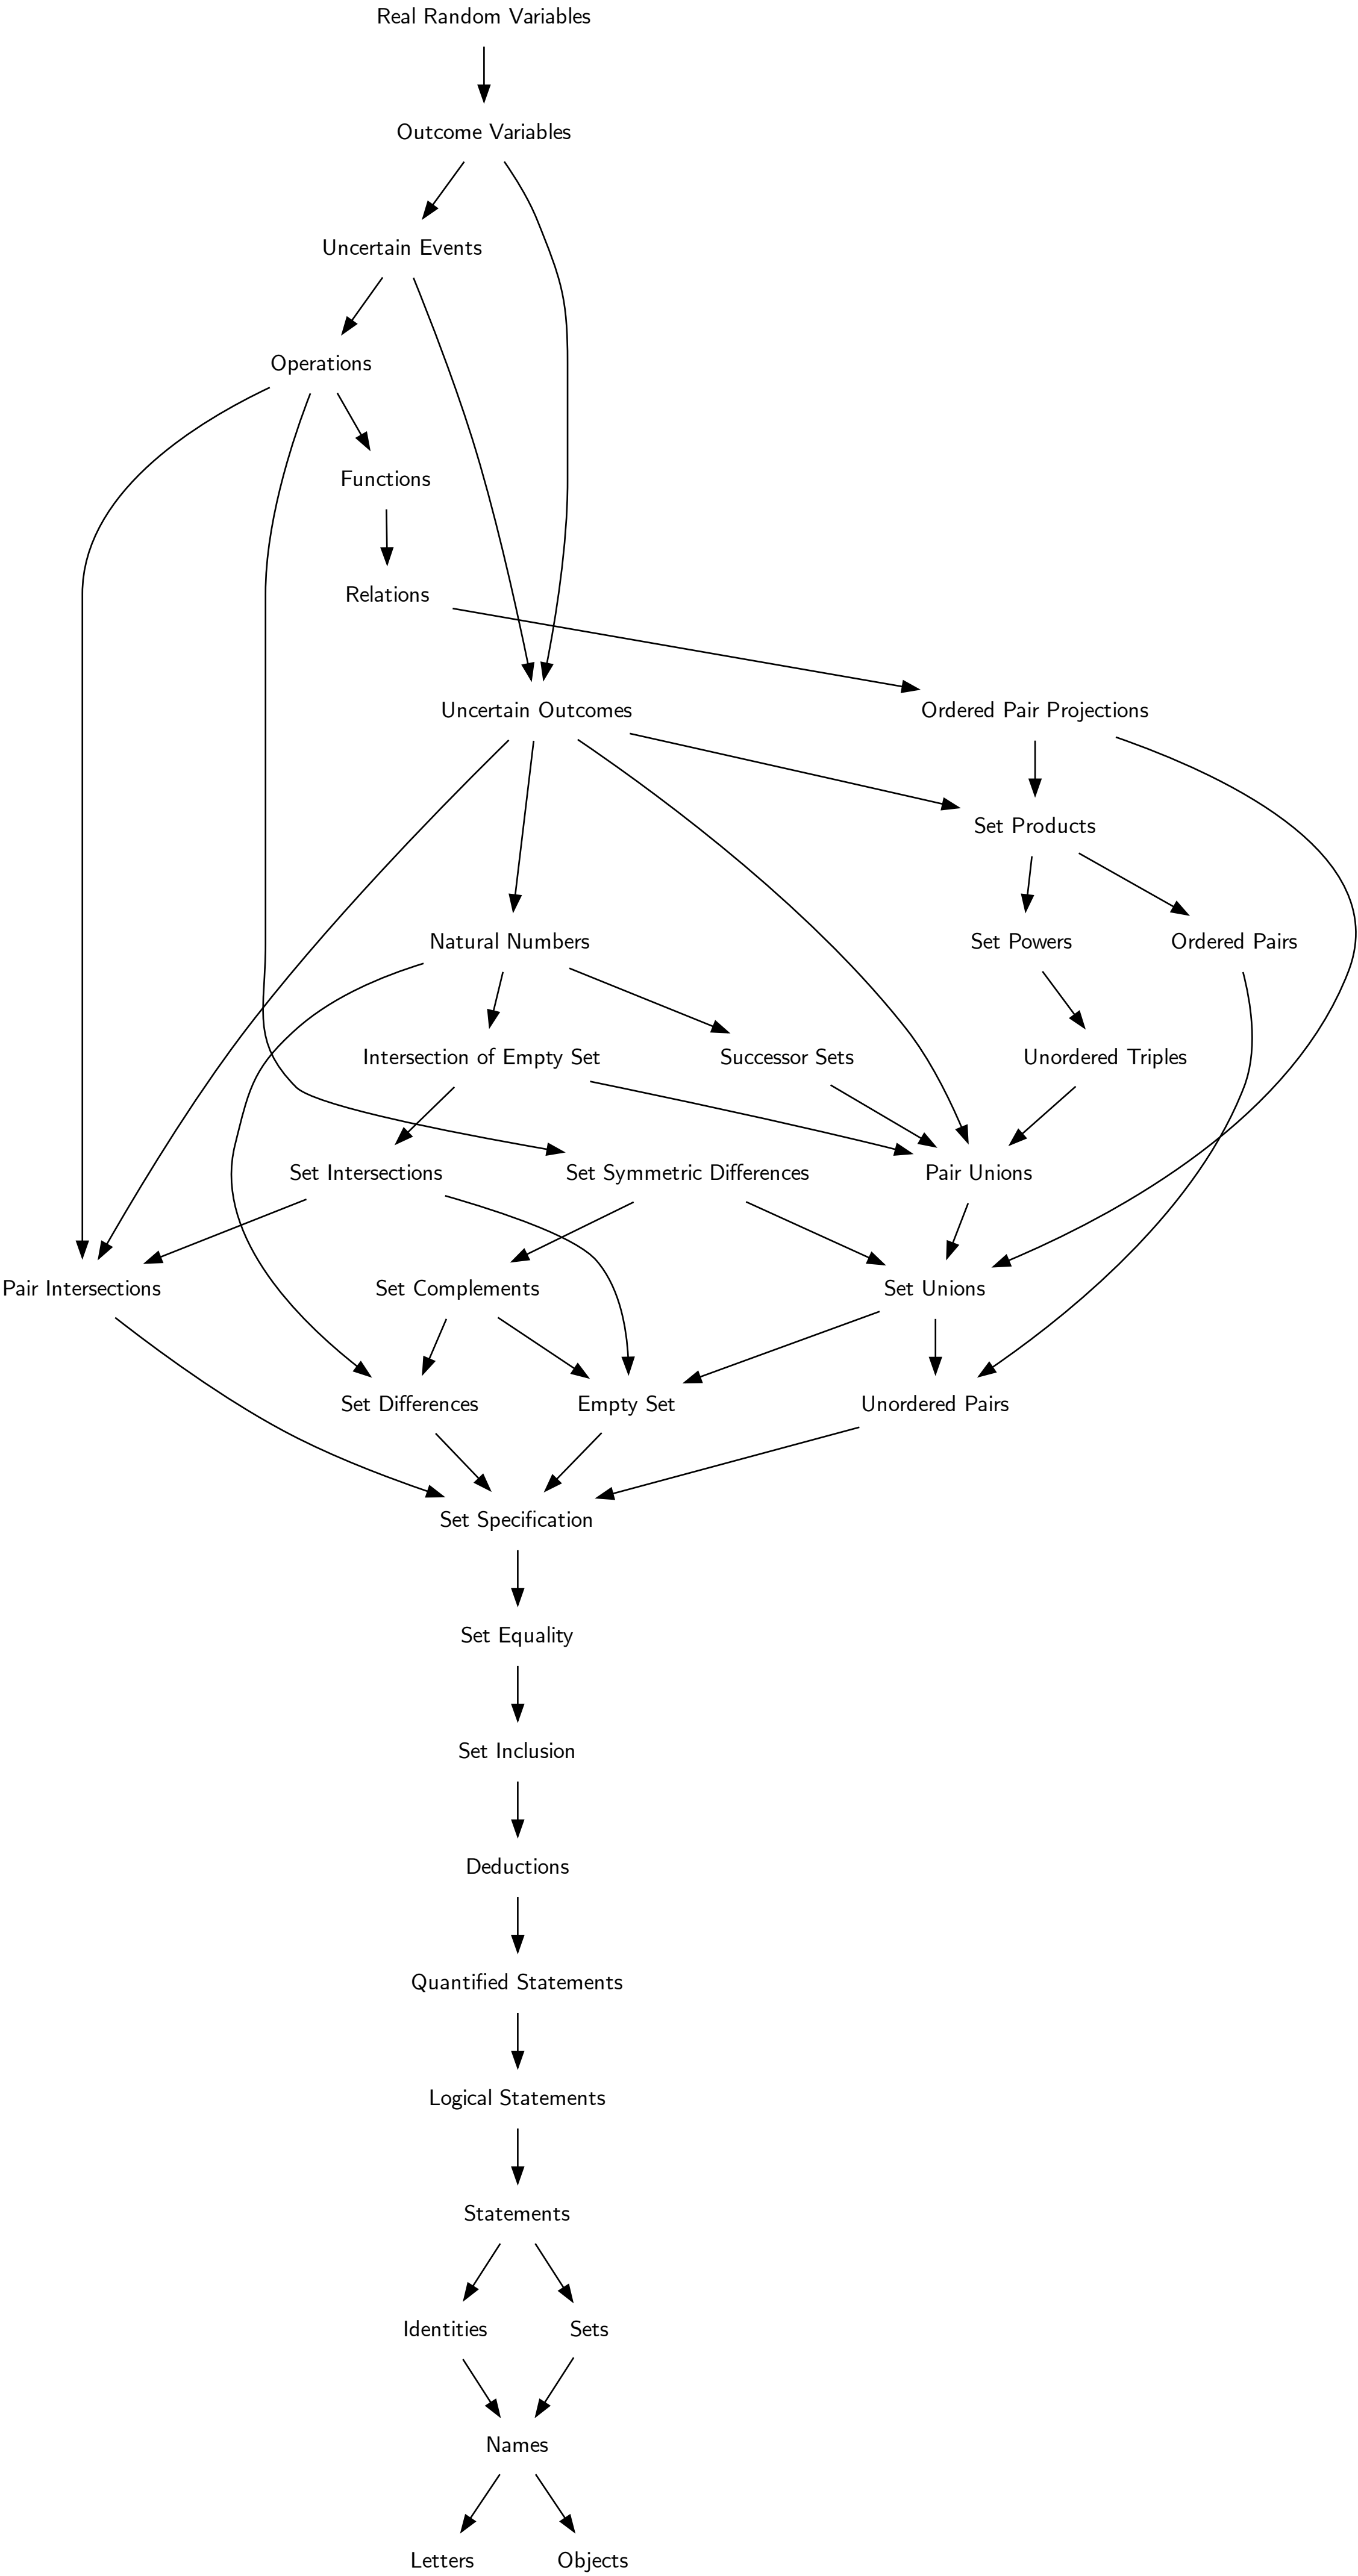 Real Random Variables
Outcome Variables
Uncertain Events
Operations
Functions
Relations
Uncertain Outcomes
Ordered Pair Projections
Set Products
Natural Numbers
Set Powers
Ordered Pairs
Intersection of Empty Set
Successor Sets
Unordered Triples
Set Intersections
Set Symmetric Differences
Pair Unions
Pair Intersections
Set Complements
Set Unions
Set Differences
Empty Set
Unordered Pairs
Set Specification
Set Equality
Set Inclusion
Deductions
Quantified Statements
Logical Statements
Statements
Identities
Sets
Names
Letters
Objects